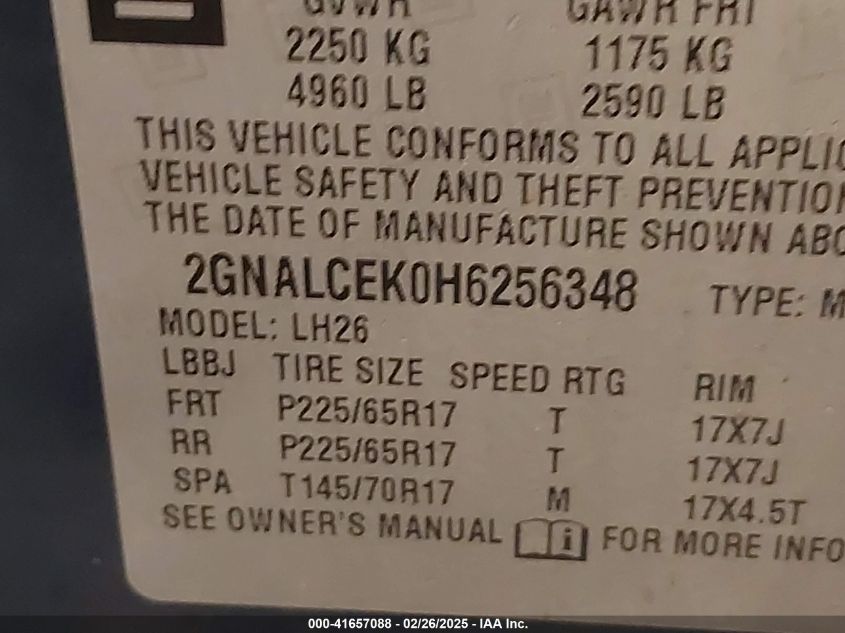 GVWR GAWR FRT
2250 KG 1175 KG
4960 LB 2590 LB
THIS VEHICLE CONFORMS TO ALL APPLIC
VEHICLE SAFETY AND THEFT PREVENTION
THE DATE OF MANUFACTURE SHOWN ABO
2GNALCEK0H6256348 TYPE: M
MODEL: LH26
LBBJ TIRE SIZE SPEED RTG RIM
FRT P225/65R17 T 17X7J
RR P225/65R17 T 17X7J
SPA T145/70R17 M 17X4.5T
SEE OWNER'S MANUAL i FOR MORE INFO
000-41657088 - 02/26/2025 - IAA Inc.